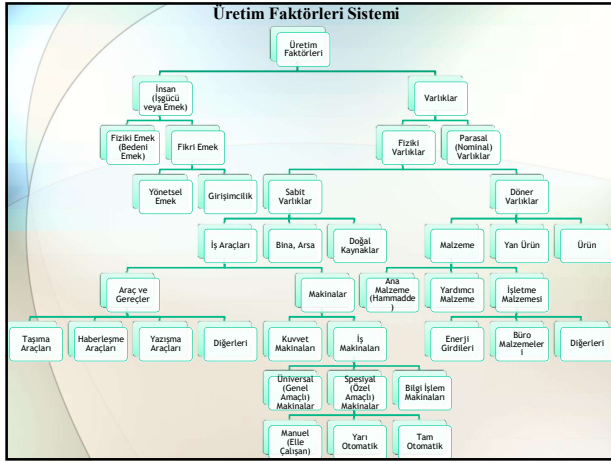 Üretim Faktörleri Sistemi
Üretim
Faktörleri
İnsan
(İşgücü
veya Emek)
Varlıklar
Fiziki Emek
(Bedeni
Emek)
Fikri Emek
Fiziki
Varlıklar
Parasal
(Nominal)
Varlıklar
Yönetsel
Emek
Girişimcilik
Sabit
Varlıklar
Döner
Varlıklar
İş Araçları
Bina, Arsa
Doğal
Kaynaklar
Malzeme
Yan Ürün
Ürün
Araç ve
Gereçler
Makinalar
Ana
Malzeme
(Hammadde
)
Yardımcı
Malzeme
İşletme
Malzemesi
Taşıma
Araçları
Haberleşme
Araçları
Yazışma
Araçları
Diğerleri
Kuvvet
Makinaları
İş
Makinaları
Enerji
Girdileri
Büro
Malzemeler
i
Diğerleri
Üniversal
(Genel
Amaçlı)
Makinalar
Spesiyal
(Özel
Amaçlı)
Makinalar
Bilgi İşlem
Makinaları
Manuel
(Elle
Çalışan)
Yarı
Otomatik
Tam
Otomatik